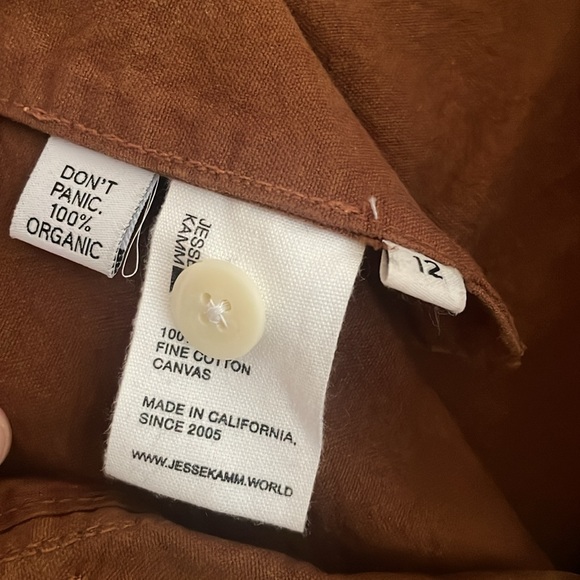 DON'T
PANIC.
100%
ORGANIC
JESSE
KAMM
FINE COTTON
CANVAS
MADE IN CALIFORNIA,
SINCE 2005
WWW.JESSEKAMM.WORLD
12